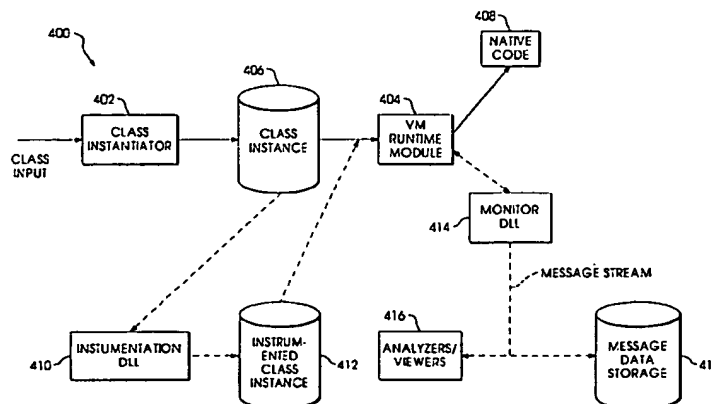 400
402
CLASS
INSTANTIATOR
CLASS
INPUT
406
CLASS
INSTANCE
404
VM
RUNTIME
MODULE
408
NATIVE
CODE
414
MONITOR
DLL
MESSAGE STREAM
410
INSTUMENTATION
DLL
INSTRUM-
ENTED
CLASS
INSTANCE
412
416
ANALYZERS/
VIEWERS
MESSAGE
DATA
STORAGE